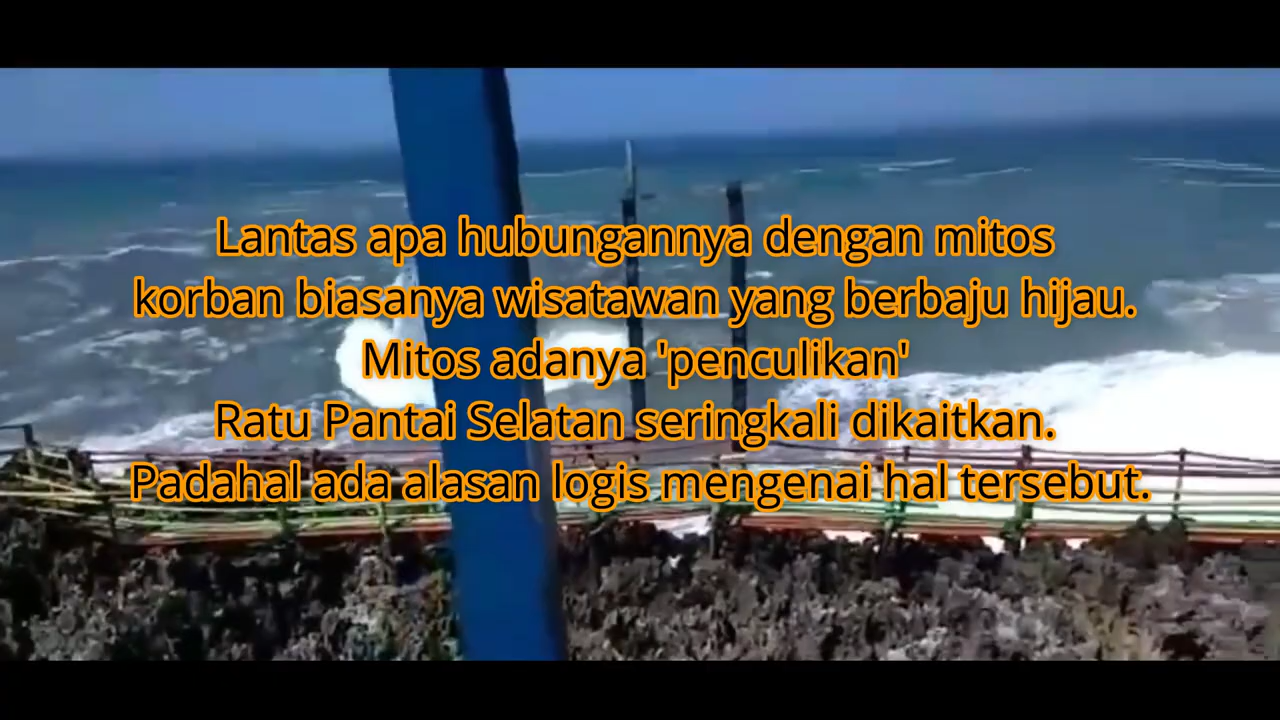 Lantas apa hubungannya dengan mitos
korban biasanya wisatawan yang berbaju hijau.
Mitos adanya 'penculikan'
Ratu Pantai Selatan seringkali dikaitkan.
Padahal ada alasan logis mengenai hal tersebut.